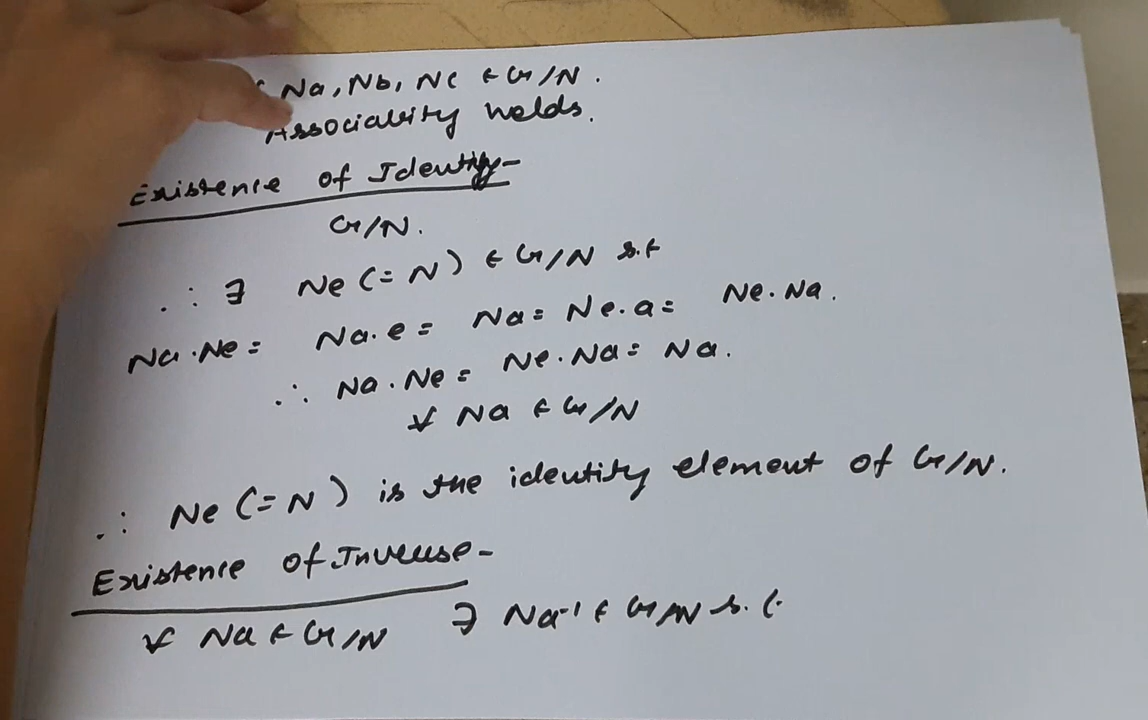 Na, Nb, Nc ∈ G/N.
Associality holds.
Existence of Identity-
G/N.
∴ ∃ Ne (= N) ∈ G/N s.t
Na.Ne = Na.e = Na = Ne.a = Ne.Na.
∴ Na.Ne = Ne.Na = Na.
∀ Na ∈ G/N
∴ Ne (= N) is the identity element of G/N.
Existence of Inverse-
∀ Na ∈ G/N ∃ Na⁻¹ ∈ G/N s.t